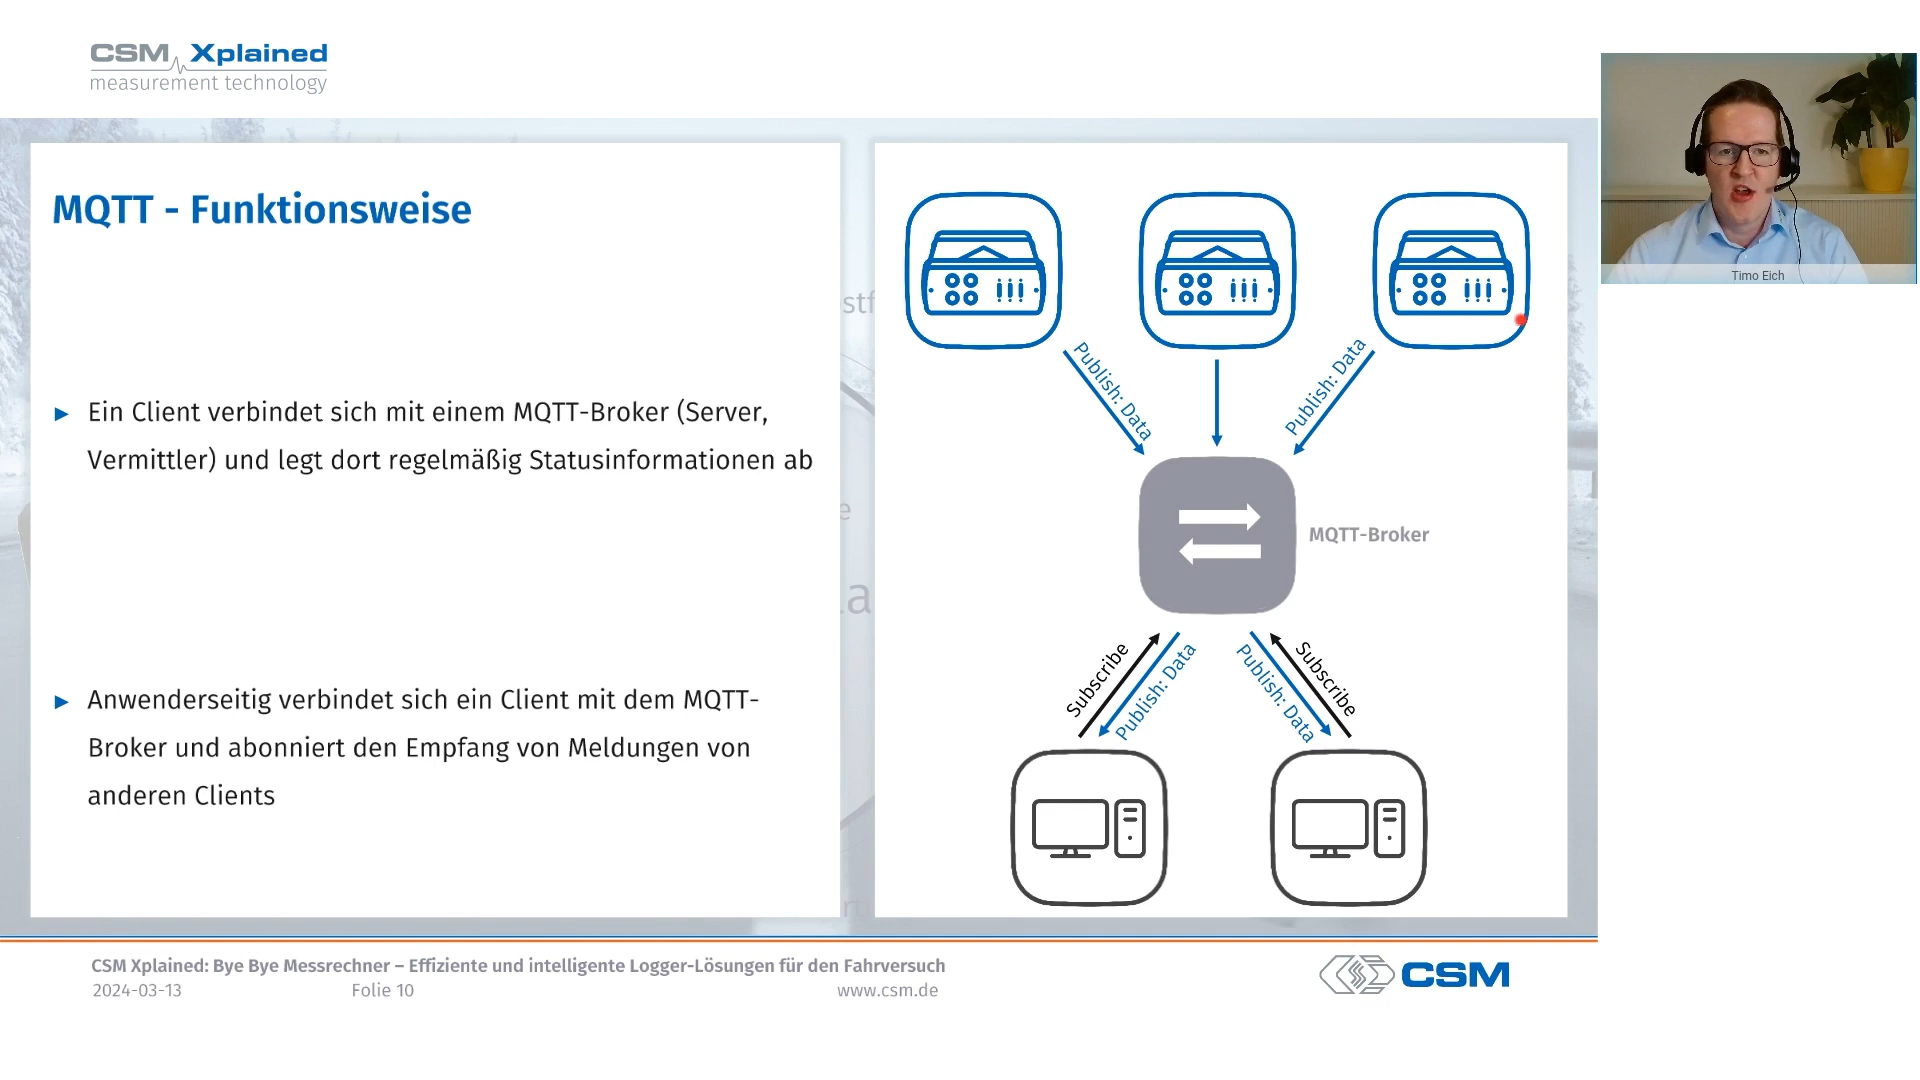 CSM Xplained
measurement technology
MQTT - Funktionsweise
Ein Client verbindet sich mit einem MQTT-Broker (Server,
Vermittler) und legt dort regelmäßig Statusinformationen ab
Anwenderseitig verbindet sich ein Client mit dem MQTT-
Broker und abonniert den Empfang von Meldungen von
anderen Clients
Publish: Data
Publish: Data
MQTT-Broker
Subscribe
Publish: Data
Publish: Data
Subscribe
Timo Eich
CSM Xplained: Bye Bye Messrechner – Effiziente und intelligente Logger-Lösungen für den Fahrversuch
2024-03-13
Folie 10
www.csm.de
CSM